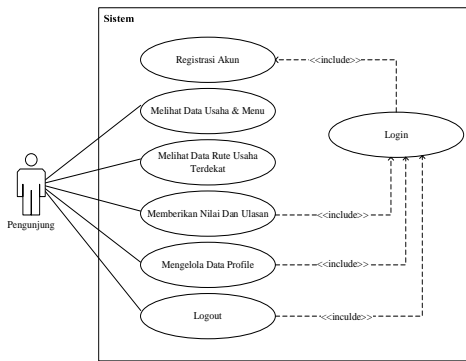 Sistem
Registrasi Akun
<<include>>
Melihat Data Usaha & Menu
Login
Melihat Data Rute Usaha
Terdekat
Pengunjung
Memberikan Nilai Dan Ulasan
<<include>>
Mengelola Data Profile
<<include>>
Logout
<<inculde>>